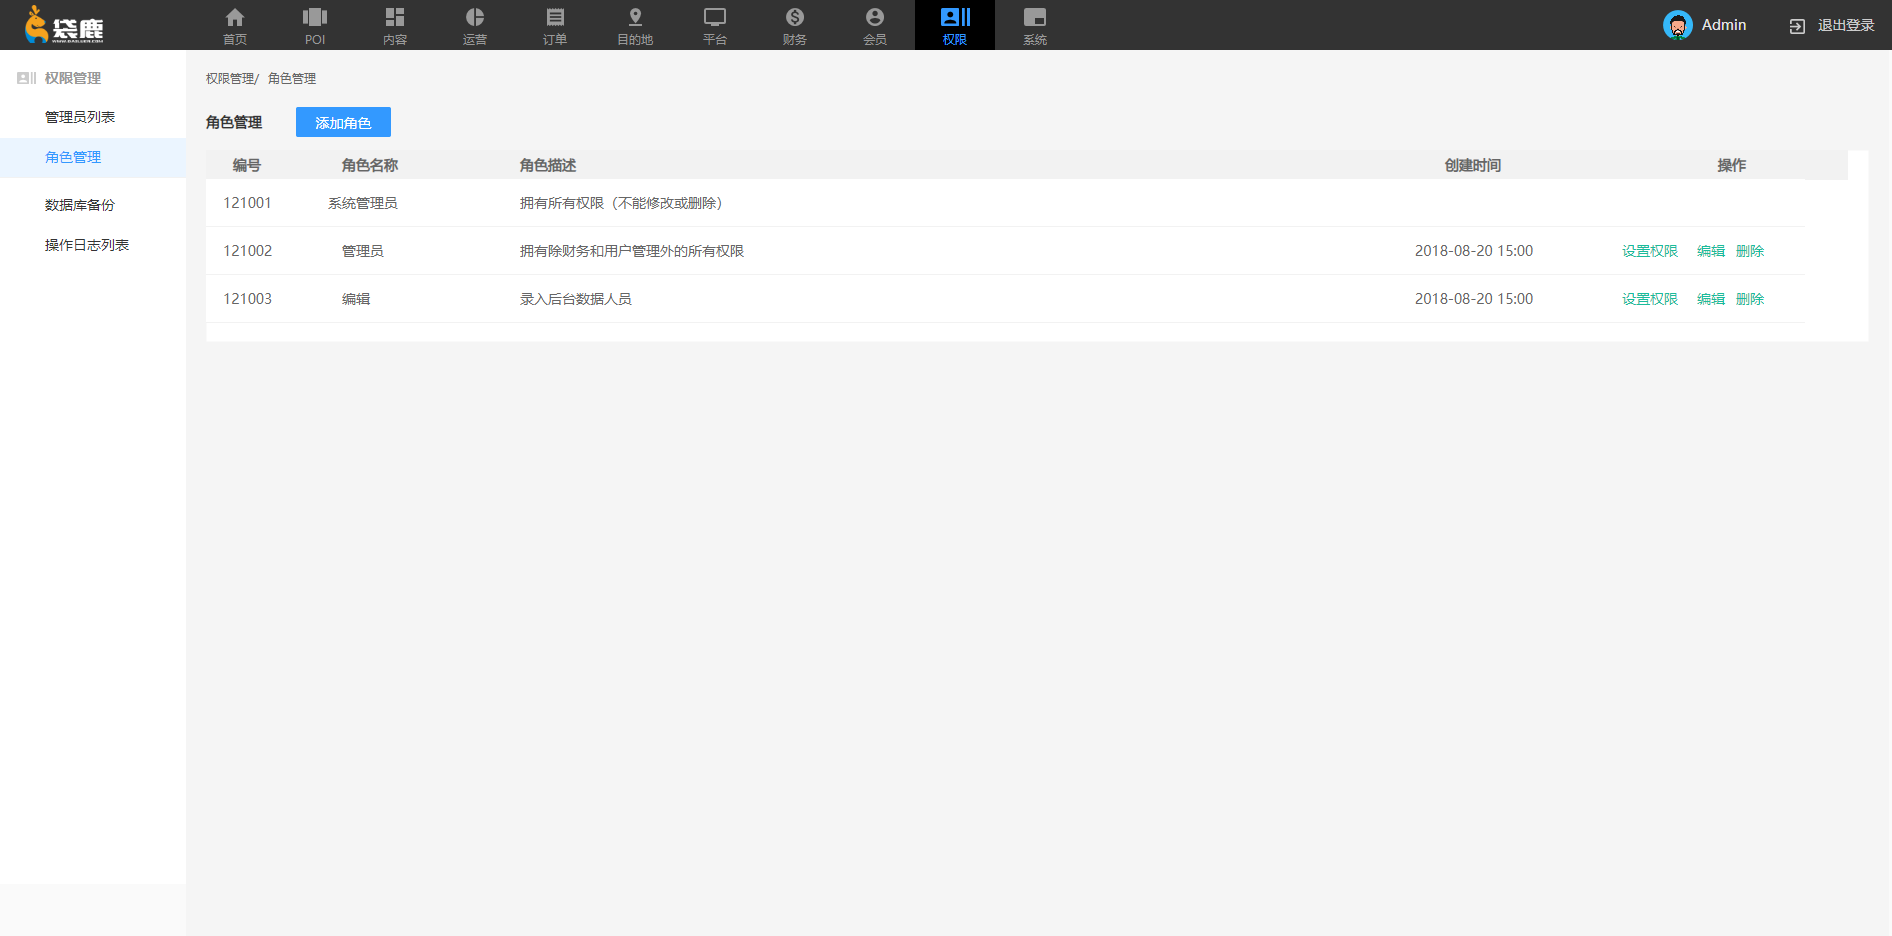 袋鹿
首页 POI 内容 运营 订单 目的地 平台 财务 会员 权限 系统 Admin 退出登录
权限管理
管理员列表
角色管理
数据库备份
操作日志列表
权限管理/ 角色管理
角色管理 添加角色
编号 角色名称 角色描述 创建时间 操作
121001 系统管理员 拥有所有权限（不能修改或删除）
121002 管理员 拥有除财务和用户管理外的所有权限 2018-08-20 15:00 设置权限 编辑 删除
121003 编辑 录入后台数据人员 2018-08-20 15:00 设置权限 编辑 删除